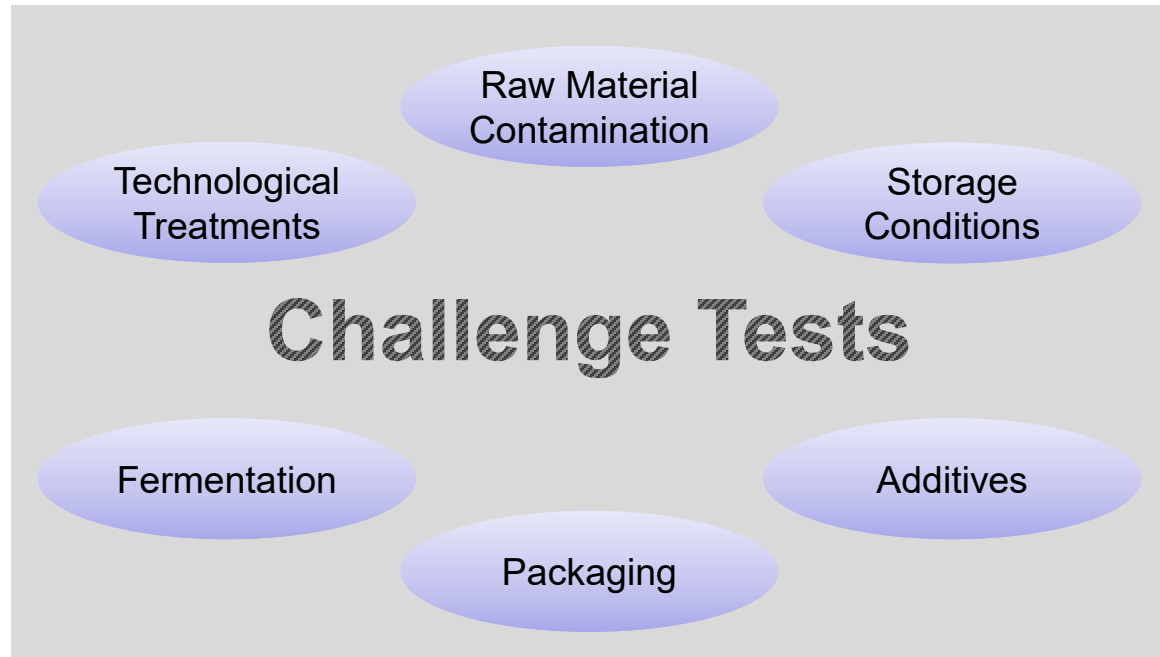 Raw Material
Contamination
Technological
Treatments
Storage
Conditions
Challenge Tests
Fermentation
Additives
Packaging